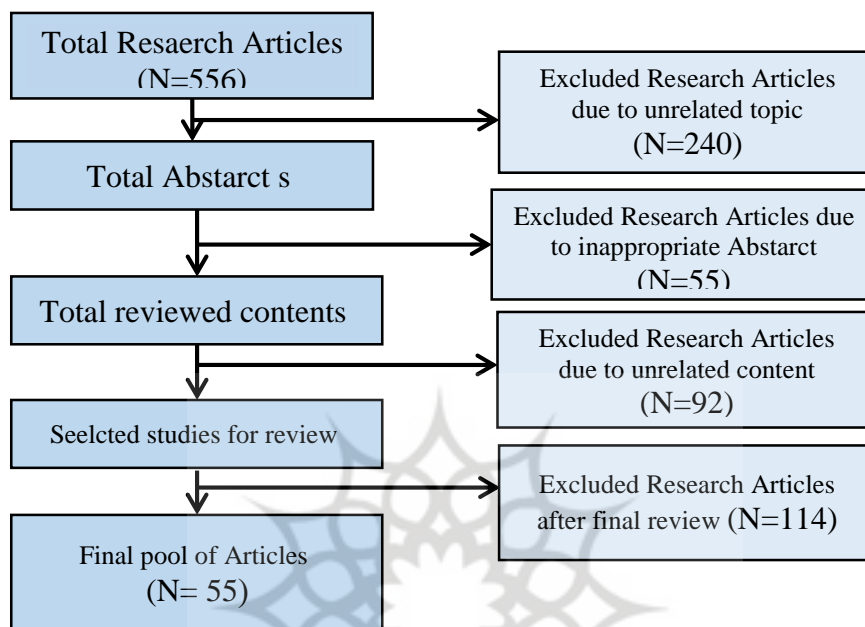 Total Resaerch Articles
(N=556)
Excluded Research Articles
due to unrelated topic
(N=240)
Total Abstarct s
Excluded Research Articles due
to inappropriate Abstarct
(N=55)
Total reviewed contents
Excluded Research Articles
due to unrelated content
(N=92)
Seelcted studies for review
Excluded Research Articles
after final review (N=114)
Final pool of Articles
(N= 55)